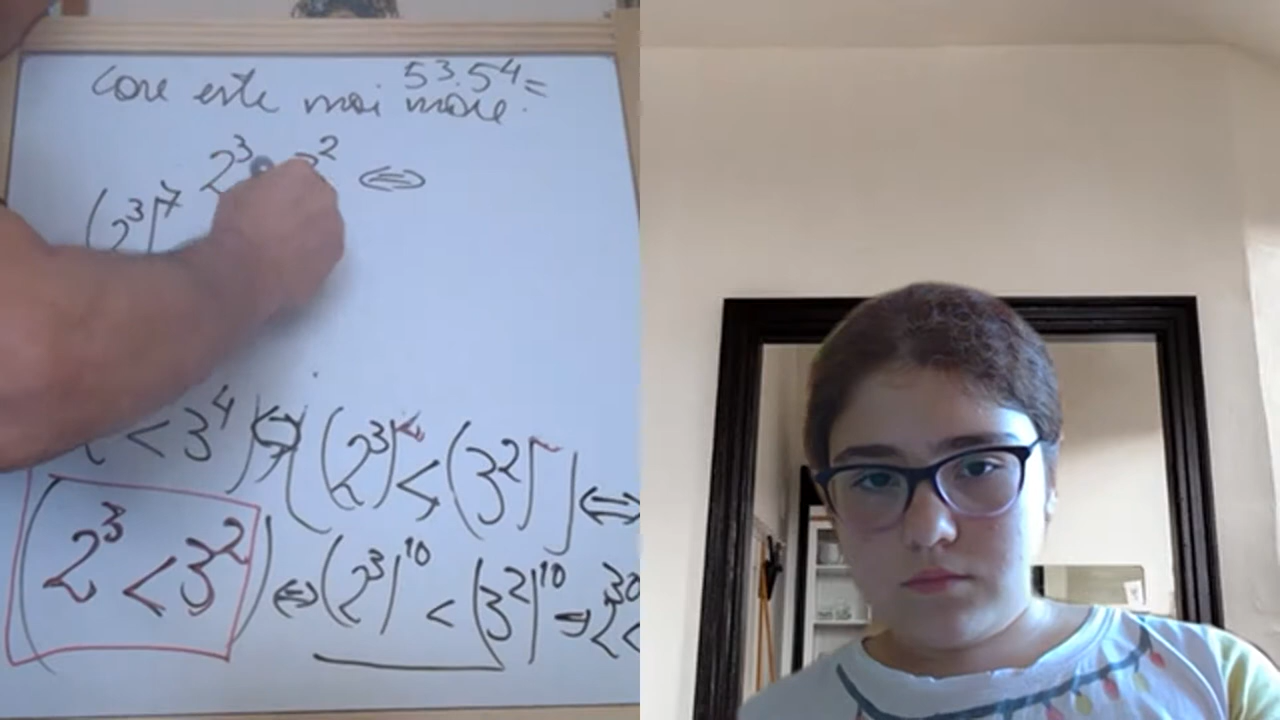 5³.5⁴=
Care este mai mare.
2³ 3² ⇔
(2³)⁷
< 3⁴) ⇔ ((2³) < (3²) ) ⇔
(2³ < 3²) ⇔ (2³)¹⁰ < (3²)¹⁰ ⇒ 2³⁰ <